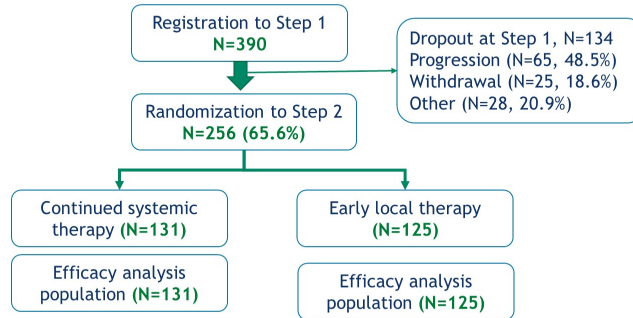 Registration to Step 1
N=390
Dropout at Step 1, N=134
Progression (N=65, 48.5%)
Withdrawal (N=25, 18.6%)
Other (N=28, 20.9%)
Randomization to Step 2
N=256 (65.6%)
Continued systemic
therapy (N=131)
Early local therapy
(N=125)
Efficacy analysis
population (N=131)
Efficacy analysis
population (N=125)